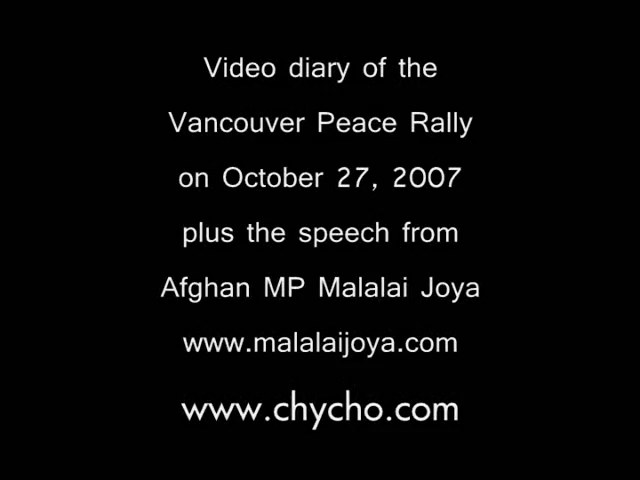 Video diary of the
Vancouver Peace Rally
on October 27, 2007
plus the speech from
Afghan MP Malalai Joya
www.malalaijoya.com
www.chycho.com